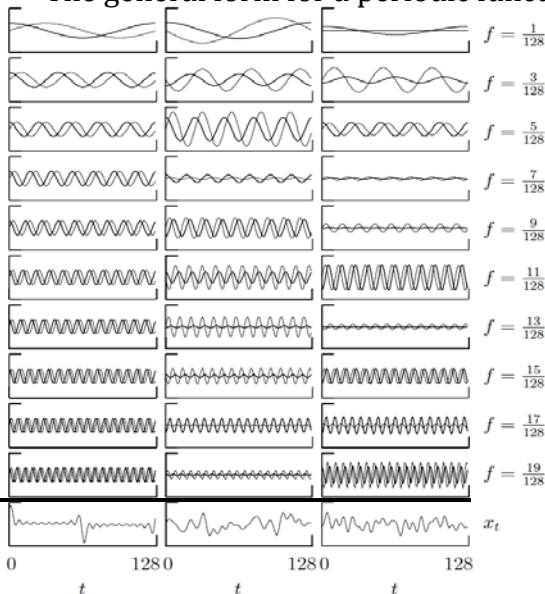 The general form for a periodic funct
f = 1/128
f = 3/128
f = 5/128
f = 7/128
f = 9/128
f = 11/128
f = 13/128
f = 15/128
f = 17/128
f = 19/128
x_t
0 128 0 128 0 128
t t t